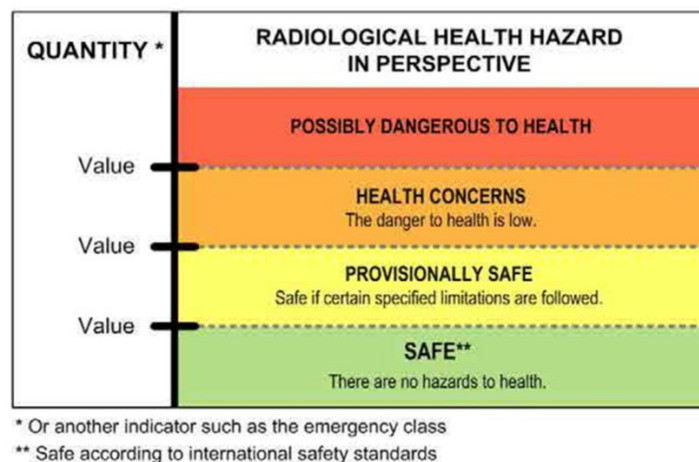 QUANTITY *
RADIOLOGICAL HEALTH HAZARD
IN PERSPECTIVE
POSSIBLY DANGEROUS TO HEALTH
Value
HEALTH CONCERNS
The danger to health is low.
Value
PROVISIONALLY SAFE
Safe if certain specified limitations are followed.
Value
SAFE**
There are no hazards to health.
* Or another indicator such as the emergency class
** Safe according to international safety standards